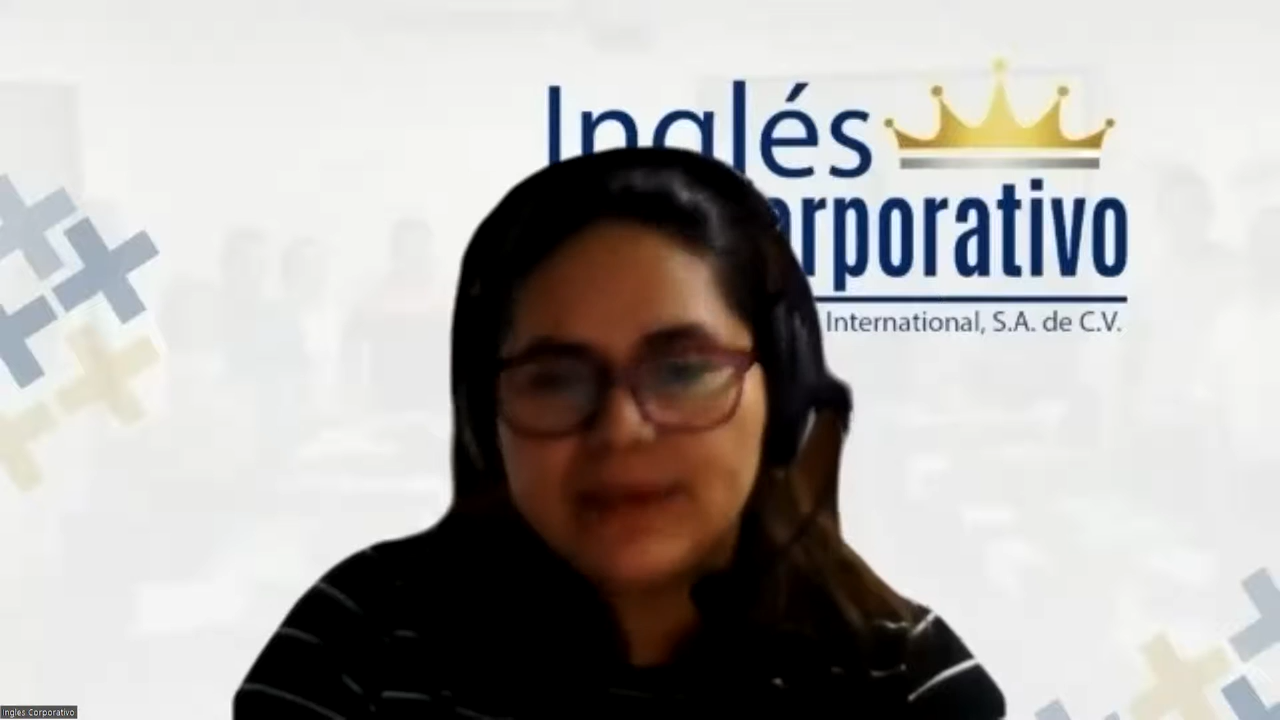 Inglés
rporativo
International, S.A. de C.V.
Ingles Corporativo